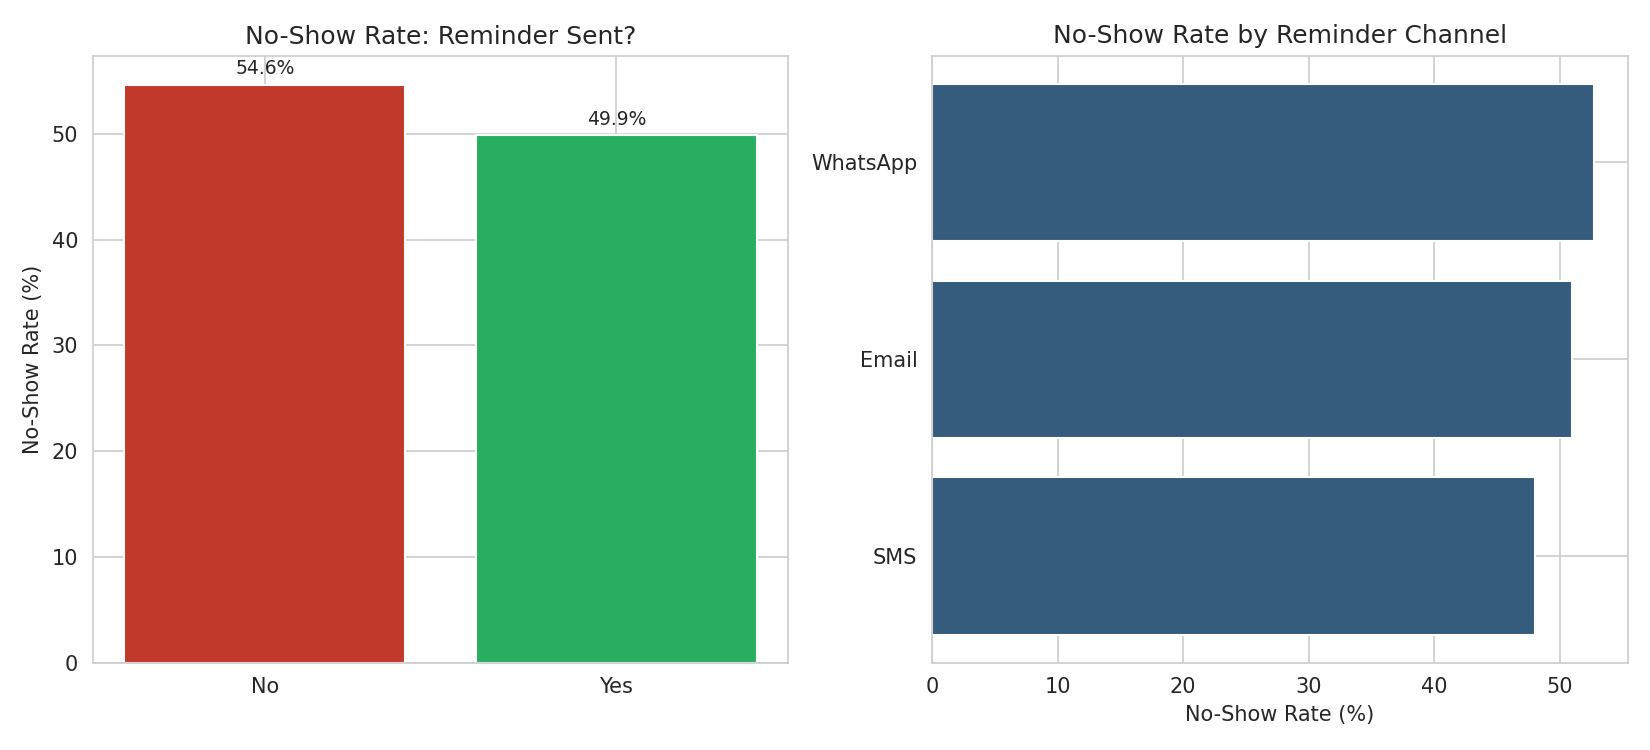 No-Show Rate: Reminder Sent?
54.6%
49.9%
No-Show Rate (%)
50
40
30
20
10
0
No
Yes
No-Show Rate by Reminder Channel
WhatsApp
Email
SMS
0 10 20 30 40 50
No-Show Rate (%)